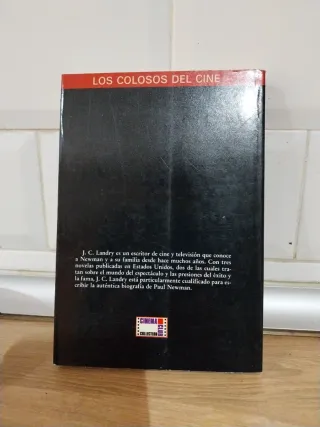 LOS COLOSOS DEL CINE
J. C. Landry es un escritor de cine y televisión que conoce
a Newman y a su familia desde hace muchos años. Con tres
novelas publicadas en Estados Unidos, dos de las cuales tra-
tan sobre el mundo del espectáculo y las presiones del éxito y
la fama, J. C. Landry está particularmente cualificado para es-
cribir la auténtica biografía de Paul Newman.
CINEMA
COLLECTION